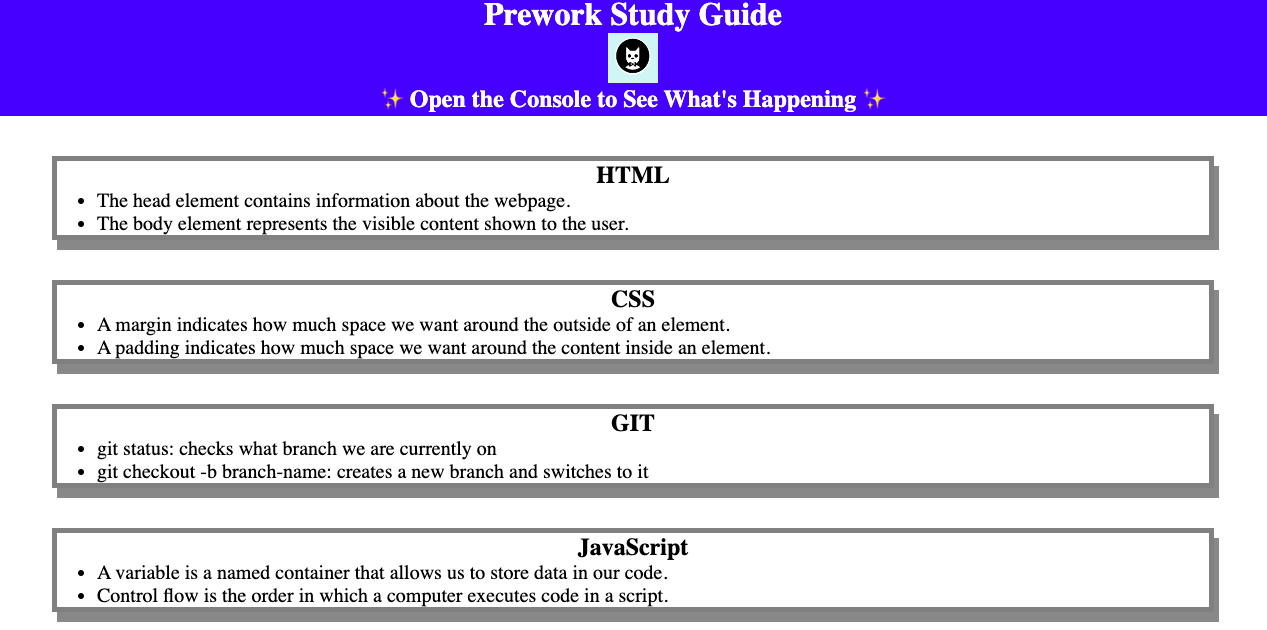 Prework Study Guide
✨ Open the Console to See What's Happening ✨
HTML
• The head element contains information about the webpage.
• The body element represents the visible content shown to the user.
CSS
• A margin indicates how much space we want around the outside of an element.
• A padding indicates how much space we want around the content inside an element.
GIT
• git status: checks what branch we are currently on
• git checkout -b branch-name: creates a new branch and switches to it
JavaScript
• A variable is a named container that allows us to store data in our code.
• Control flow is the order in which a computer executes code in a script.